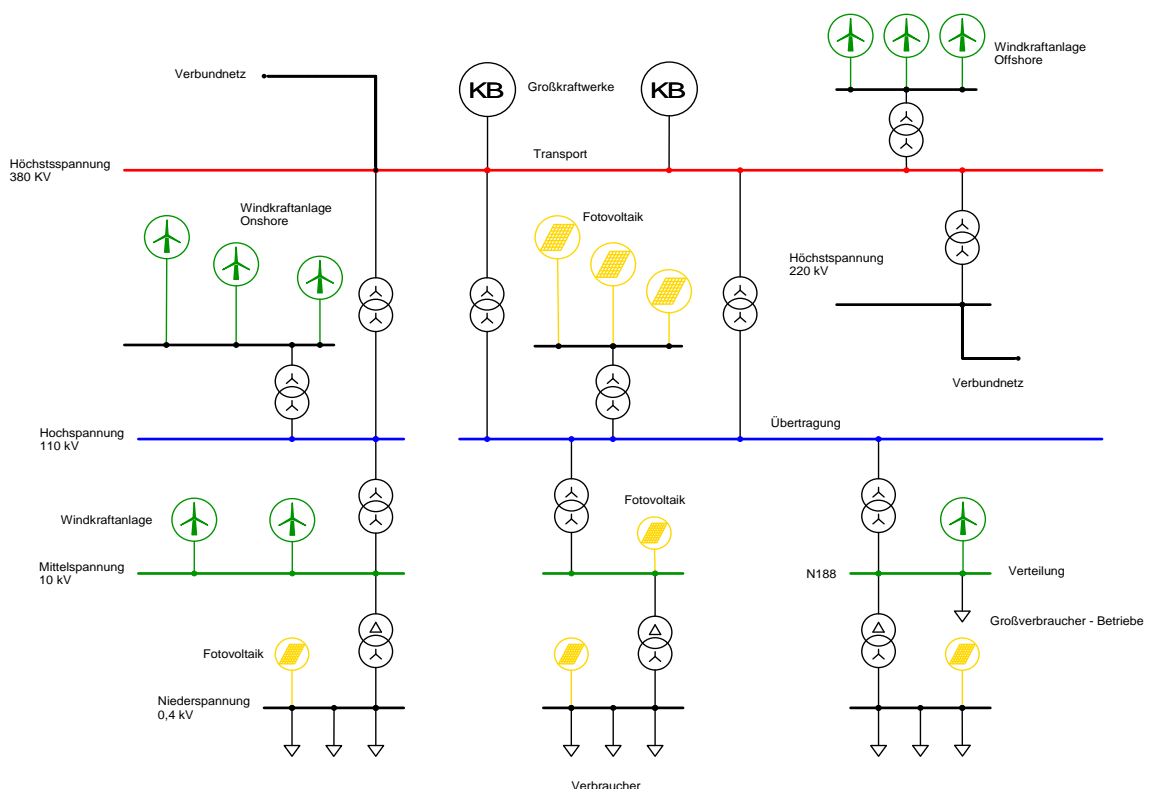 Windkraftanlage
Offshore
Verbundnetz
KB
Großkraftwerke
KB
Transport
Höchstsspannung
380 KV
Windkraftanlage
Onshore
Fotovoltaik
Höchstspannung
220 kV
Verbundnetz
Hochspannung
110 kV
Übertragung
Windkraftanlage
Fotovoltaik
Mittelspannung
10 kV
N188
Verteilung
Großverbraucher - Betriebe
Fotovoltaik
Niederspannung
0,4 kV
Verbraucher